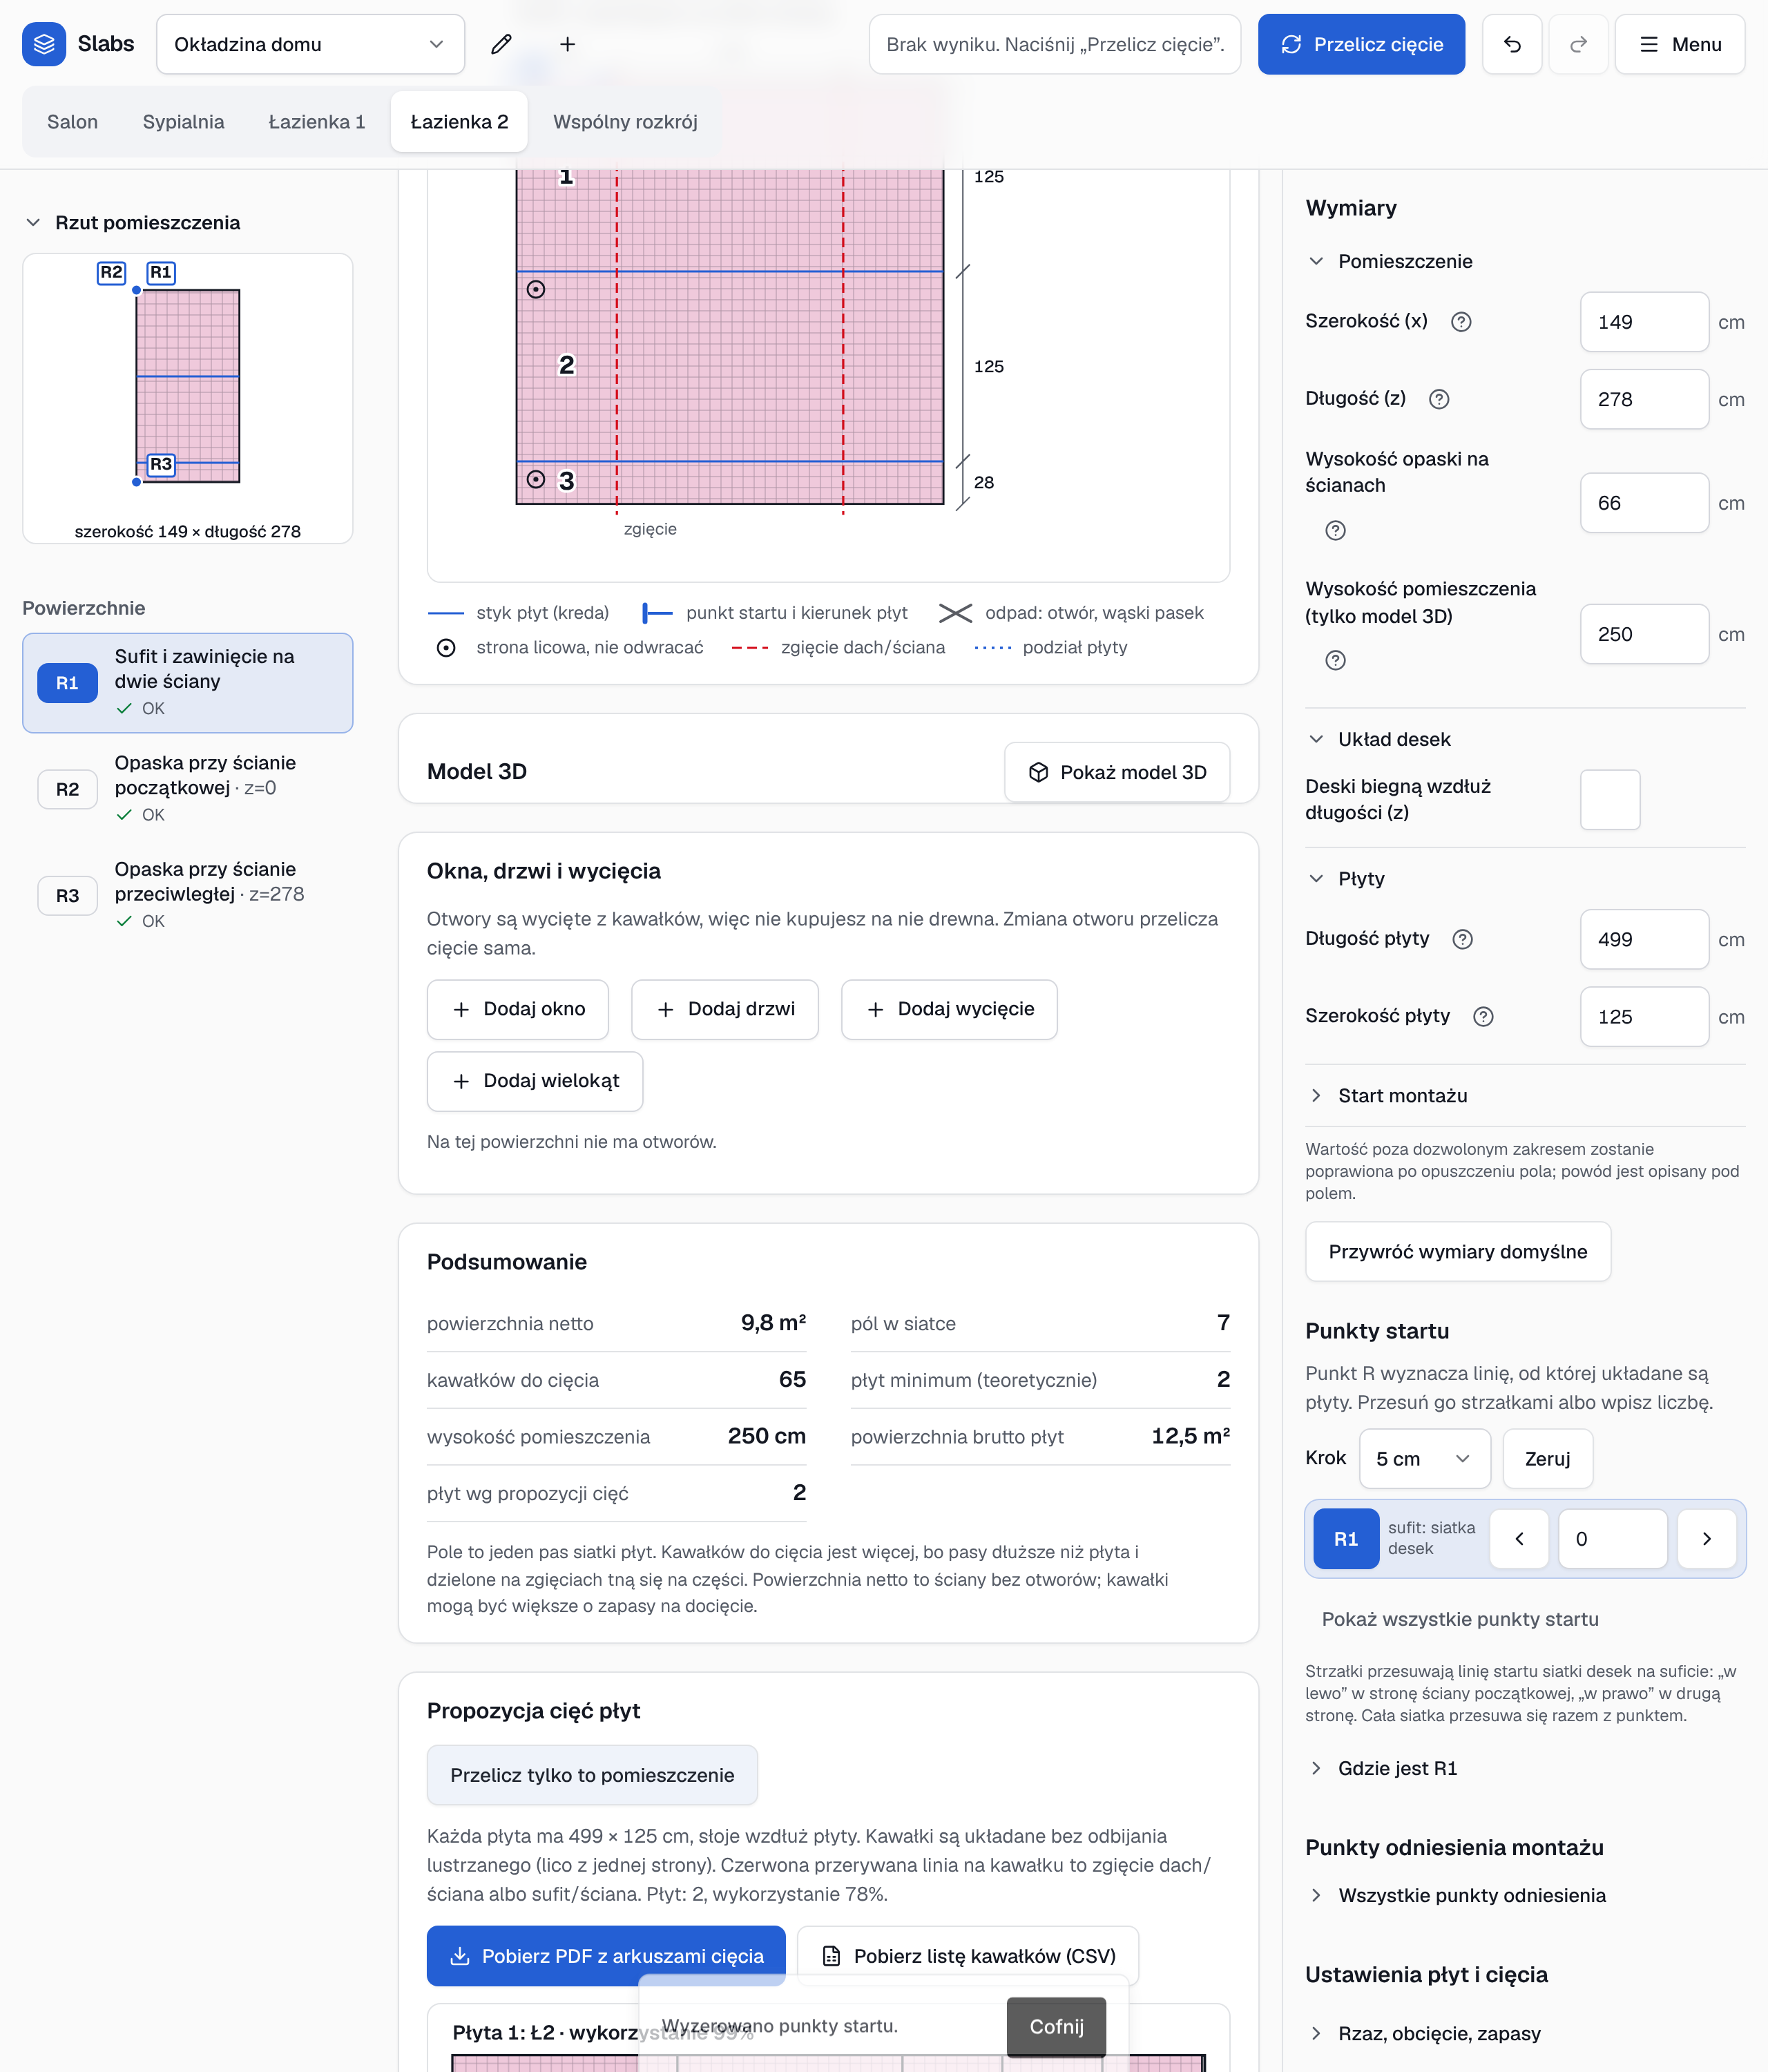 Slabs
Okładzina domu
Brak wyniku. Naciśnij „Przelicz cięcie”.
Przelicz cięcie
Menu
Salon
Sypialnia
Łazienka 1
Łazienka 2
Wspólny rozkrój
Rzut pomieszczenia
R2
R1
R3
szerokość 149 × długość 278
Powierzchnie
R1
Sufit i zawinięcie na
dwie ściany
OK
R2
Opaska przy ścianie
początkowej · z=0
OK
R3
Opaska przy ścianie
przeciwległej · z=278
OK
1
125
2
125
3
28
zgięcie
styk płyt (kreda)
punkt startu i kierunek płyt
odpad: otwór, wąski pasek
strona licowa, nie odwracać
zgięcie dach/ściana
podział płyty
Model 3D
Pokaż model 3D
Okna, drzwi i wycięcia
Otwory są wycięte z kawałków, więc nie kupujesz na nie drewna. Zmiana otworu przelicza
cięcie sama.
Dodaj okno
Dodaj drzwi
Dodaj wycięcie
Dodaj wielokąt
Na tej powierzchni nie ma otworów.
Podsumowanie
powierzchnia netto 9,8 m²
pól w siatce 7
kawałków do cięcia 65
płyt minimum (teoretycznie) 2
wysokość pomieszczenia 250 cm
powierzchnia brutto płyt 12,5 m²
płyt wg propozycji cięć 2
Pole to jeden pas siatki płyt. Kawałków do cięcia jest więcej, bo pasy dłuższe niż płyta i
dzielone na zgięciach tną się na części. Powierzchnia netto to ściany bez otworów; kawałki
mogą być większe o zapasy na docięcie.
Propozycja cięć płyt
Przelicz tylko to pomieszczenie
Każda płyta ma 499 × 125 cm, słoje wzdłuż płyty. Kawałki są układane bez odbijania
lustrzanego (lico z jednej strony). Czerwona przerywana linia na kawałku to zgięcie dach/
ściana albo sufit/ściana. Płyt: 2, wykorzystanie 78%.
Pobierz PDF z arkuszami cięcia
Pobierz listę kawałków (CSV)
Płyta 1: Ł2 · wykorzystanie 99%
Wyzerowano punkty startu.
Cofnij
Wymiary
Pomieszczenie
Szerokość (x)
149
cm
Długość (z)
278
cm
Wysokość opaski na
ścianach
66
cm
Wysokość pomieszczenia
(tylko model 3D)
250
cm
Układ desek
Deski biegną wzdłuż
długości (z)
Płyty
Długość płyty
499
cm
Szerokość płyty
125
cm
Start montażu
Wartość poza dozwolonym zakresem zostanie
poprawiona po opuszczeniu pola; powód jest opisany pod
polem.
Przywróć wymiary domyślne
Punkty startu
Punkt R wyznacza linię, od której układane są
płyty. Przesuń go strzałkami albo wpisz liczbę.
Krok
5 cm
Zeruj
R1
sufit: siatka
desek
0
Pokaż wszystkie punkty startu
Strzałki przesuwają linię startu siatki desek na suficie: „w
lewo” w stronę ściany początkowej, „w prawo” w drugą
stronę. Cała siatka przesuwa się razem z punktem.
Gdzie jest R1
Punkty odniesienia montażu
Wszystkie punkty odniesienia
Ustawienia płyt i cięcia
Rzaz, obcięcie, zapasy